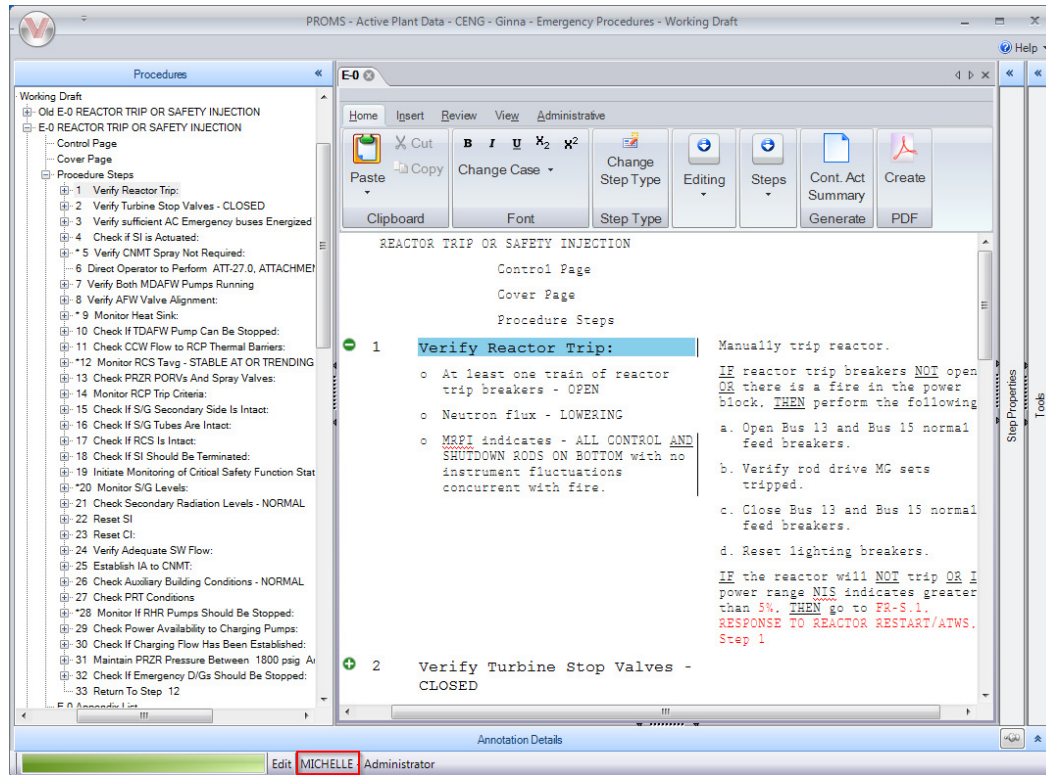 PROMS - Active Plant Data - CENG - Ginna - Emergency Procedures - Working Draft
Help
Procedures
Working Draft
Old E-0 REACTOR TRIP OR SAFETY INJECTION
E-0 REACTOR TRIP OR SAFETY INJECTION
Control Page
Cover Page
Procedure Steps
1 Verify Reactor Trip:
2 Verify Turbine Stop Valves - CLOSED
3 Verify sufficient AC Emergency buses Energized
4 Check if SI is Actuated:
* 5 Verify CNMT Spray Not Required:
6 Direct Operator to Perform ATT-27.0, ATTACHMEN
7 Verify Both MDAFW Pumps Running
8 Verify AFW Valve Alignment:
* 9 Monitor Heat Sink:
10 Check If TDAFW Pump Can Be Stopped:
11 Check CCW Flow to RCP Thermal Barriers:
*12 Monitor RCS Tavg - STABLE AT OR TRENDING
13 Check PRZR PORVs And Spray Valves:
14 Monitor RCP Trip Criteria:
15 Check If S/G Secondary Side Is Intact:
16 Check If S/G Tubes Are Intact:
17 Check If RCS Is Intact:
18 Check If SI Should Be Terminated:
19 Initiate Monitoring of Critical Safety Function Stat
*20 Monitor S/G Levels:
21 Check Secondary Radiation Levels - NORMAL
22 Reset SI
23 Reset CI:
24 Verify Adequate SW Flow:
25 Establish IA to CNMT:
26 Check Auxiliary Building Conditions - NORMAL
27 Check PRT Conditions
*28 Monitor If RHR Pumps Should Be Stopped:
29 Check Power Availability to Charging Pumps:
30 Check If Charging Flow Has Been Established:
31 Maintain PRZR Pressure Between 1800 psig A
32 Check If Emergency D/Gs Should Be Stopped:
33 Return To Step 12
E-0 Appendix List
E-0
Home Insert Review View Administrative
Paste
Cut
Copy
Clipboard
B I U X2 X²
Change Case
Font
Change
Step Type
Step Type
Editing
Steps
Cont. Act
Summary
Generate
Create
PDF
REACTOR TRIP OR SAFETY INJECTION
Control Page
Cover Page
Procedure Steps
1 Verify Reactor Trip:
o At least one train of reactor
trip breakers - OPEN
o Neutron flux - LOWERING
o MRPI indicates - ALL CONTROL AND
SHUTDOWN RODS ON BOTTOM with no
instrument fluctuations
concurrent with fire.
Manually trip reactor.
IF reactor trip breakers NOT open
OR there is a fire in the power
block, THEN perform the following
a. Open Bus 13 and Bus 15 normal
feed breakers.
b. Verify rod drive MG sets
tripped.
c. Close Bus 13 and Bus 15 normal
feed breakers.
d. Reset lighting breakers.
IF the reactor will NOT trip OR I
power range NIS indicates greater
than 5%, THEN go to FR-S.1,
RESPONSE TO REACTOR RESTART/ATWS,
Step 1
2 Verify Turbine Stop Valves -
CLOSED
Step Properties
Tools
Annotation Details
Edit MICHELLE - Administrator